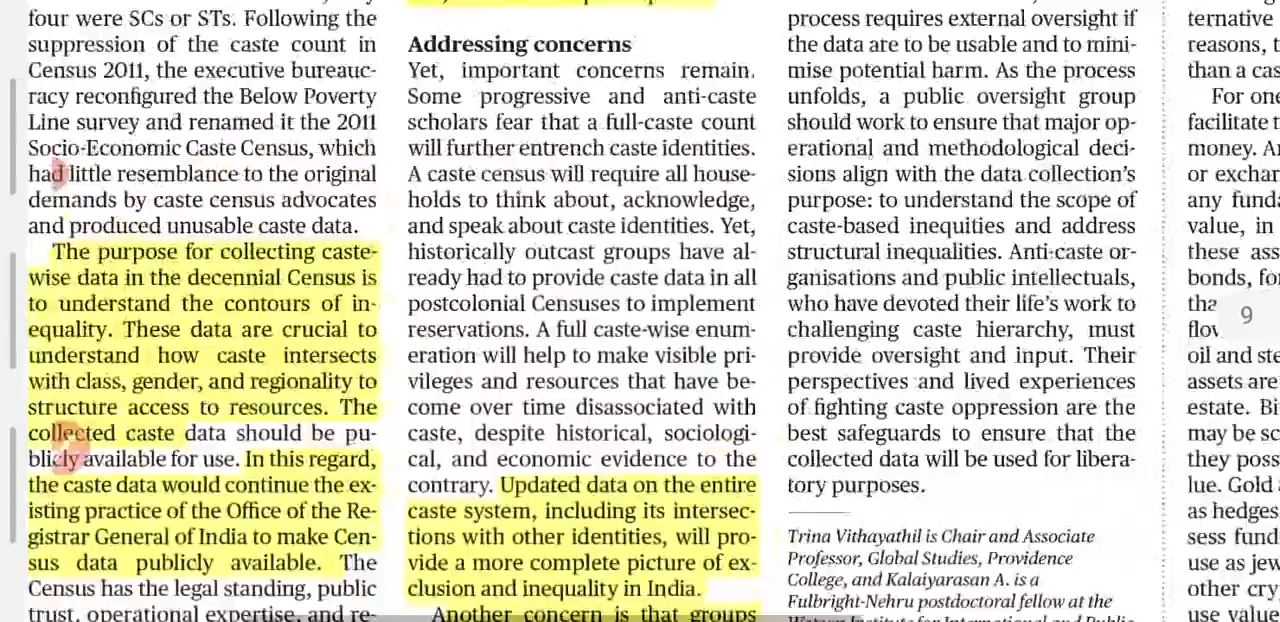 four were SCs or STs. Following the
suppression of the caste count in
Census 2011, the executive bureauc-
racy reconfigured the Below Poverty
Line survey and renamed it the 2011
Socio-Economic Caste Census, which
had little resemblance to the original
demands by caste census advocates
and produced unusable caste data.
The purpose for collecting caste-
wise data in the decennial Census is
to understand the contours of in-
equality. These data are crucial to
understand how caste intersects
with class, gender, and regionality to
structure access to resources. The
collected caste data should be pu-
blicly available for use. In this regard,
the caste data would continue the ex-
isting practice of the Office of the Re-
gistrar General of India to make Cen-
sus data publicly available. The
Census has the legal standing, public
trust, operational expertise, and re-
Addressing concerns
Yet, important concerns remain.
Some progressive and anti-caste
scholars fear that a full-caste count
will further entrench caste identities.
A caste census will require all house-
holds to think about, acknowledge,
and speak about caste identities. Yet,
historically outcast groups have al-
ready had to provide caste data in all
postcolonial Censuses to implement
reservations. A full caste-wise enum-
eration will help to make visible pri-
vileges and resources that have be-
come over time disassociated with
caste, despite historical, sociologi-
cal, and economic evidence to the
contrary. Updated data on the entire
caste system, including its intersec-
tions with other identities, will pro-
vide a more complete picture of ex-
clusion and inequality in India.
Another concern is that groups
process requires external oversight if
the data are to be usable and to mini-
mise potential harm. As the process
unfolds, a public oversight group
should work to ensure that major op-
erational and methodological deci-
sions align with the data collection's
purpose: to understand the scope of
caste-based inequities and address
structural inequalities. Anti-caste or-
ganisations and public intellectuals,
who have devoted their life's work to
challenging caste hierarchy, must
provide oversight and input. Their
perspectives and lived experiences
of fighting caste oppression are the
best safeguards to ensure that the
collected data will be used for libera-
tory purposes.
Trina Vithayathil is Chair and Associate
Professor, Global Studies, Providence
College, and Kalaiyarasan A. is a
Fulbright-Nehru postdoctoral fellow at the
ternative
reasons, t
than a cas
For one
facilitate t
money. A
or exchan
any funda
value, in
these ass
bonds, fo
tha
flow
oil and ste
assets are
estate. Bi
may be sc
they poss
lue. Gold
as hedges
sess fund
use as jew
other cry
use value
9